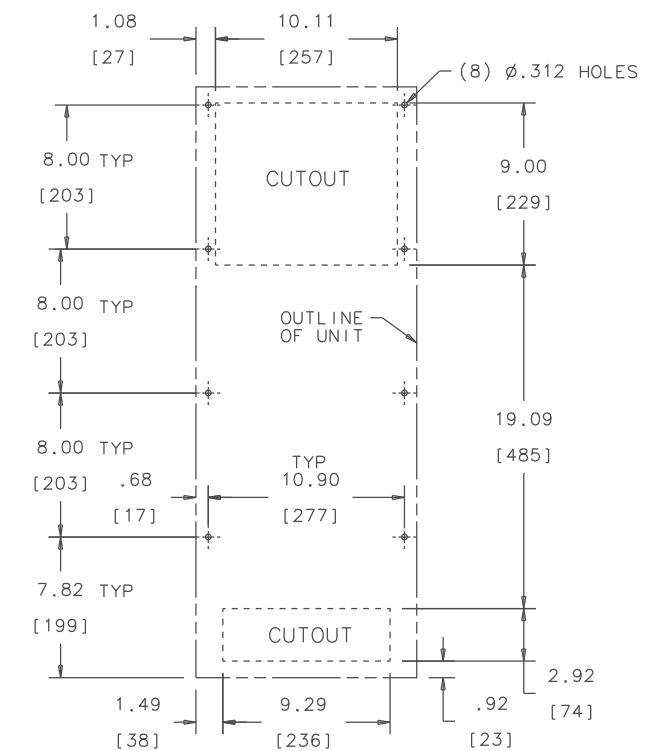 1.08
[27]
10.11
[257]
(8) Ø.312 HOLES
8.00 TYP
[203]
CUTOUT
9.00
[229]
8.00 TYP
[203]
OUTLINE
OF UNIT
19.09
[485]
8.00 TYP
[203]
.68
[17]
TYP
10.90
[277]
7.82 TYP
[199]
CUTOUT
2.92
[74]
1.49
[38]
9.29
[236]
.92
[23]